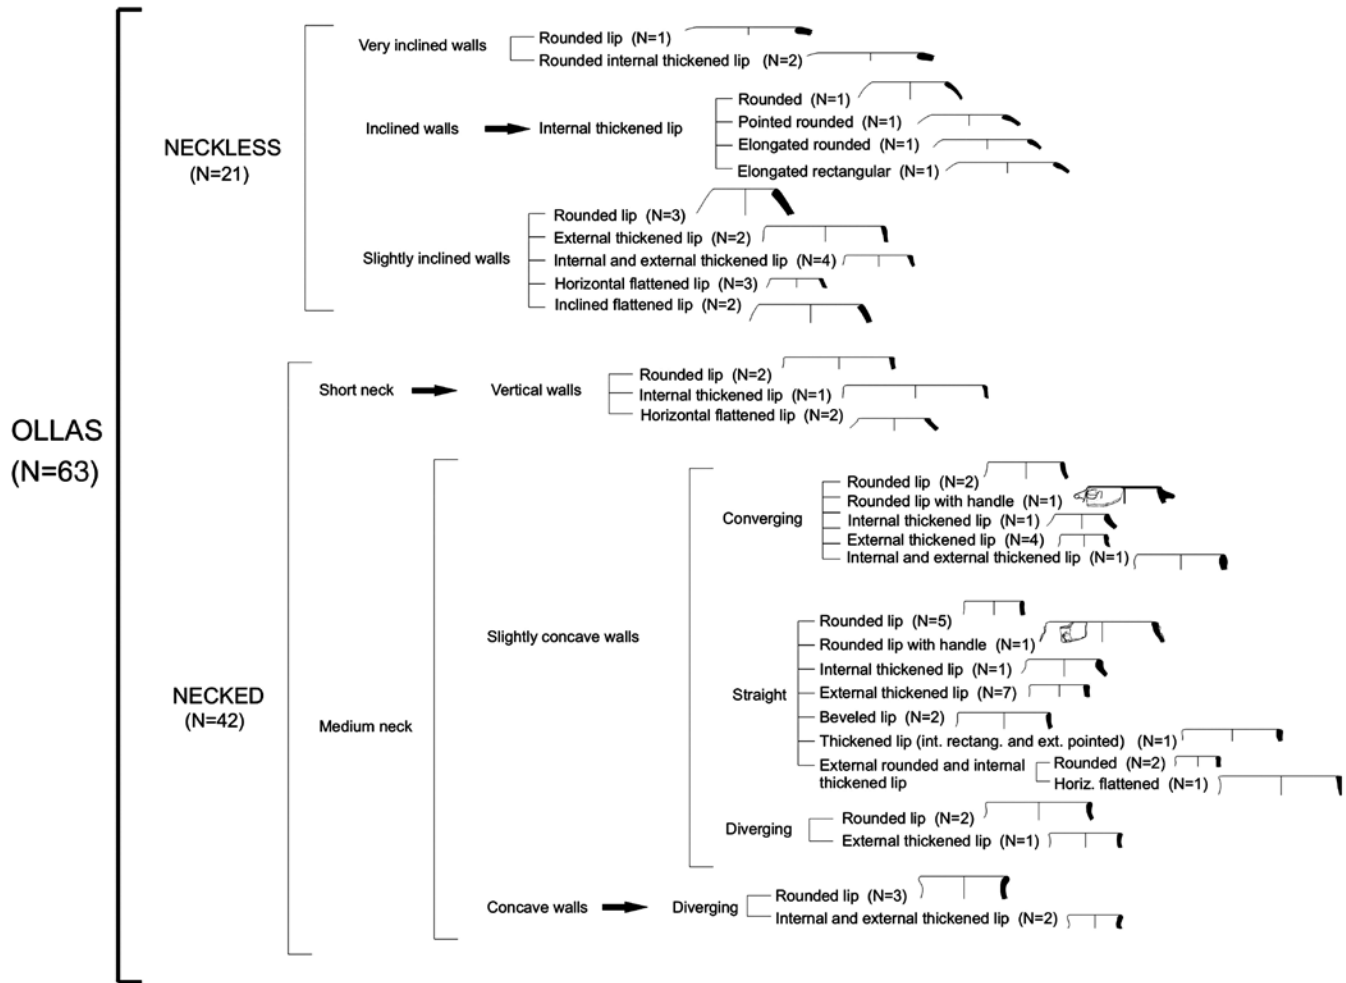 OLLAS
(N=63)
NECKLESS
(N=21)
Very inclined walls
Rounded lip (N=1)
Rounded internal thickened lip (N=2)
Inclined walls
Internal thickened lip
Rounded (N=1)
Pointed rounded (N=1)
Elongated rounded (N=1)
Elongated rectangular (N=1)
Slightly inclined walls
Rounded lip (N=3)
External thickened lip (N=2)
Internal and external thickened lip (N=4)
Horizontal flattened lip (N=3)
Inclined flattened lip (N=2)
NECKED
(N=42)
Short neck
Vertical walls
Rounded lip (N=2)
Internal thickened lip (N=1)
Horizontal flattened lip (N=2)
Medium neck
Slightly concave walls
Converging
Rounded lip (N=2)
Rounded lip with handle (N=1)
Internal thickened lip (N=1)
External thickened lip (N=4)
Internal and external thickened lip (N=1)
Straight
Rounded lip (N=5)
Rounded lip with handle (N=1)
Internal thickened lip (N=1)
External thickened lip (N=7)
Beveled lip (N=2)
Thickened lip (int. rectang. and ext. pointed) (N=1)
External rounded and internal
thickened lip
Rounded (N=2)
Horiz. flattened (N=1)
Diverging
Rounded lip (N=2)
External thickened lip (N=1)
Concave walls
Diverging
Rounded lip (N=3)
Internal and external thickened lip (N=2)